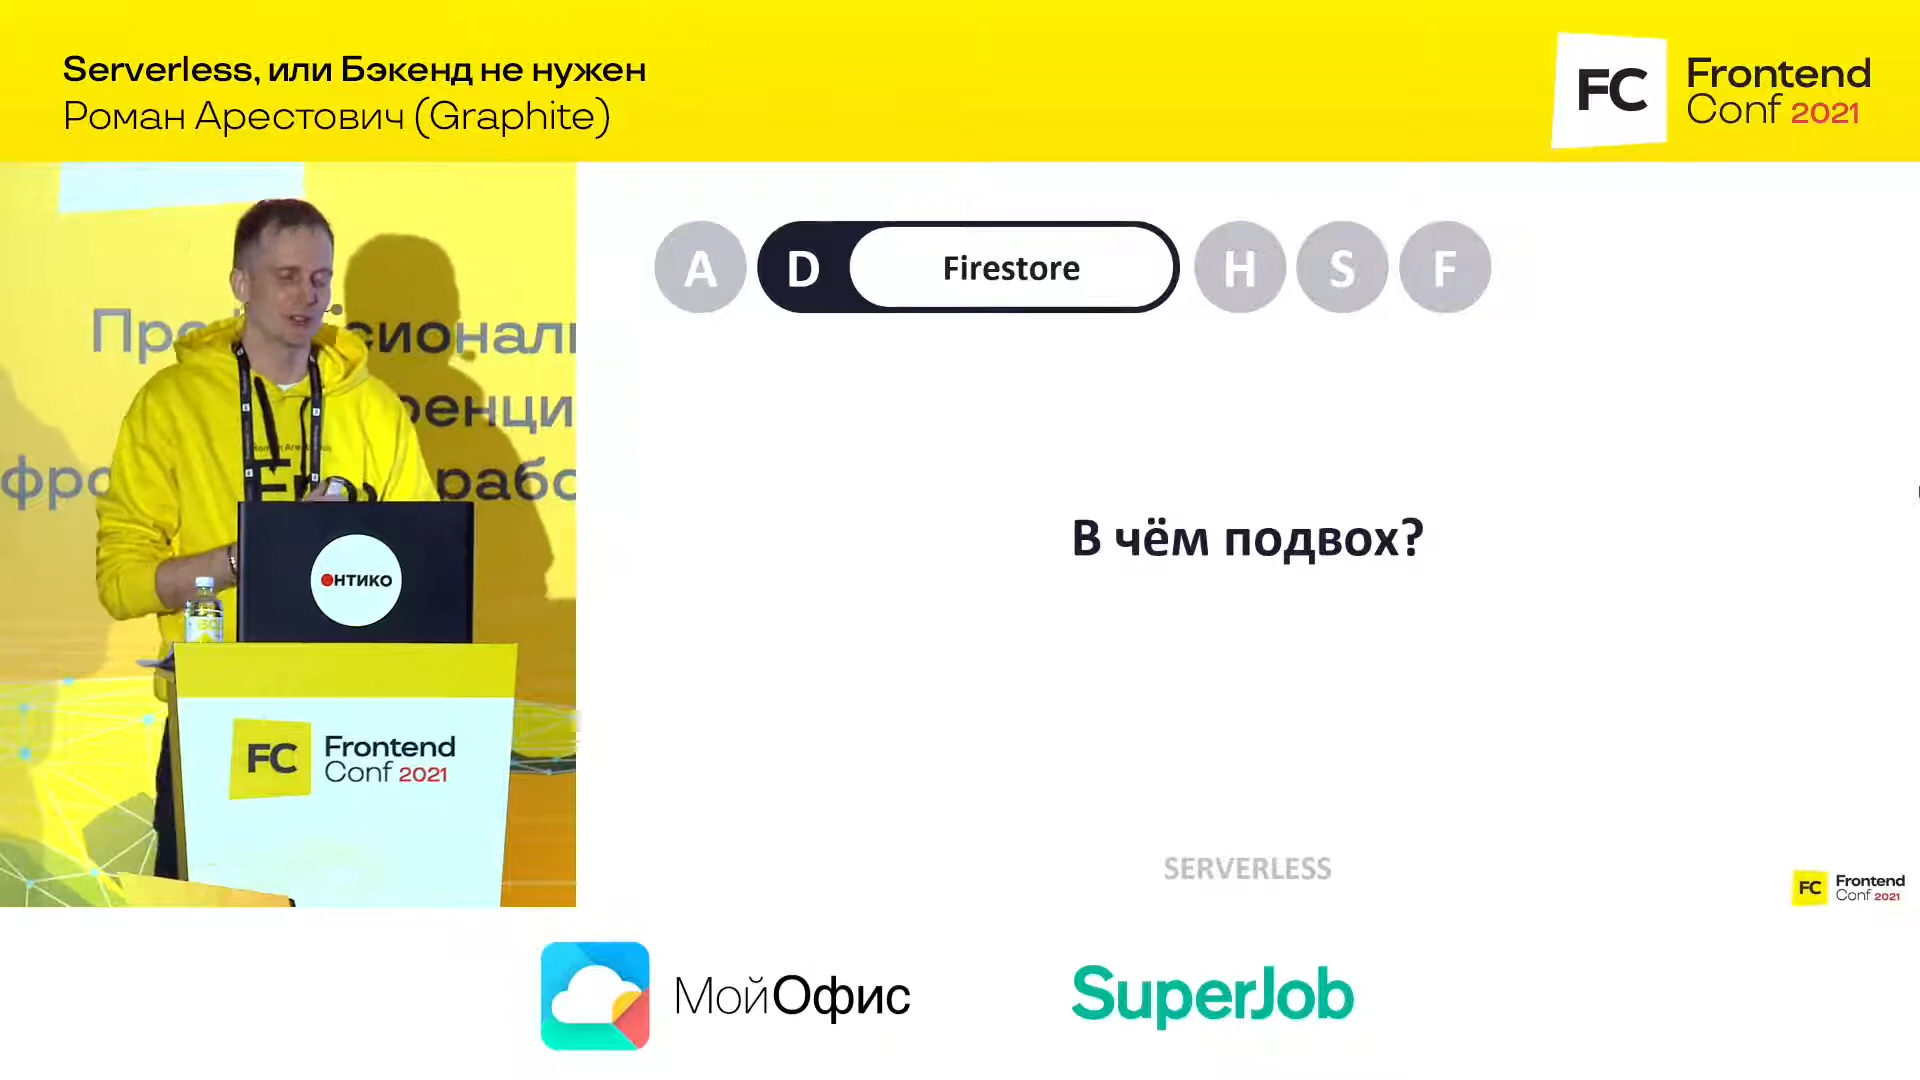 Serverless, или Бэкенд не нужен
Роман Арестович (Graphite)
FC
Frontend
Conf 2021
A
D
Firestore
H
S
F
В чём подвох?
SERVERLESS
FC
Frontend
Conf 2021
ОНТИКО
FC
Frontend
Conf 2021
МойОфис
SuperJob